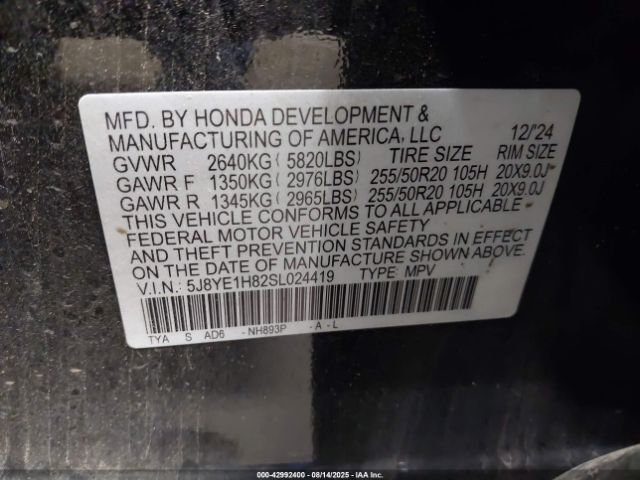 MFD. BY HONDA DEVELOPMENT &
MANUFACTURING OF AMERICA, LLC 12/'24
GVWR 2640KG ( 5820LBS) TIRE SIZE RIM SIZE
GAWR F 1350KG ( 2976LBS) 255/50R20 105H 20X9.0J
GAWR R 1345KG ( 2965LBS) 255/50R20 105H 20X9.0J
THIS VEHICLE CONFORMS TO ALL APPLICABLE
FEDERAL MOTOR VEHICLE SAFETY
AND THEFT PREVENTION STANDARDS IN EFFECT
ON THE DATE OF MANUFACTURE SHOWN ABOVE.
V.I.N.: 5J8YE1H82SL024419 TYPE: MPV
TYA S AD6 -NH893P -A-L
000-42992400 - 08/14/2025 - IAA Inc.